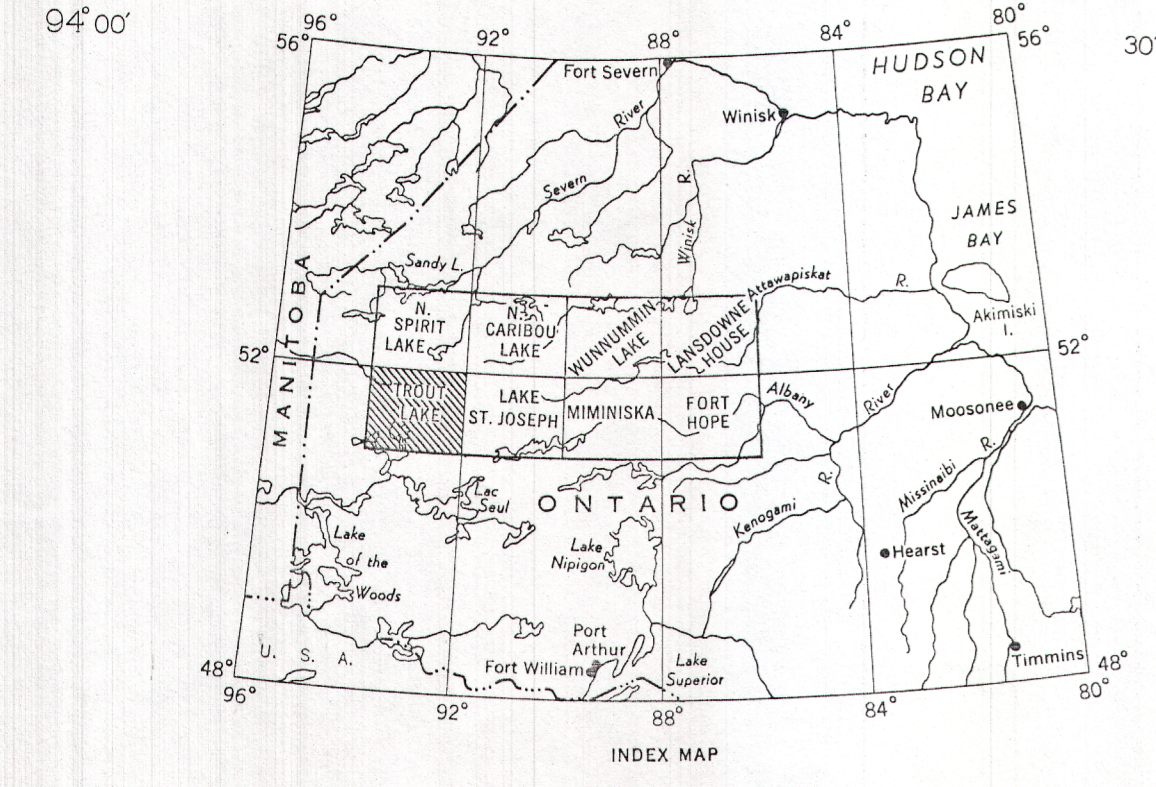 94°00'
30'
96°
92°
88°
84°
80°
56°
56°
HUDSON
BAY
Fort Severn
Winisk
River
Severn
Winisk R.
JAMES
BAY
Sandy L.
Attawapiskat R.
Akimiski
I.
MANITOBA
N.
SPIRIT
LAKE
N.
CARIBOU
LAKE
WUNNUMMIN
LAKE
LANSDOWNE
HOUSE
52°
52°
TROUT
LAKE
LAKE
ST. JOSEPH
MIMINISKA
FORT
HOPE
Albany River
Moosonee
Lac
Seul
ONTARIO
Kenogami R.
Missinaibi R.
Mattagami
Hearst
Lake
of the
Woods
Lake
Nipigon
Port
Arthur
Fort William
Lake
Superior
U. S. A.
Timmins
48°
48°
96°
92°
88°
84°
80°
INDEX MAP